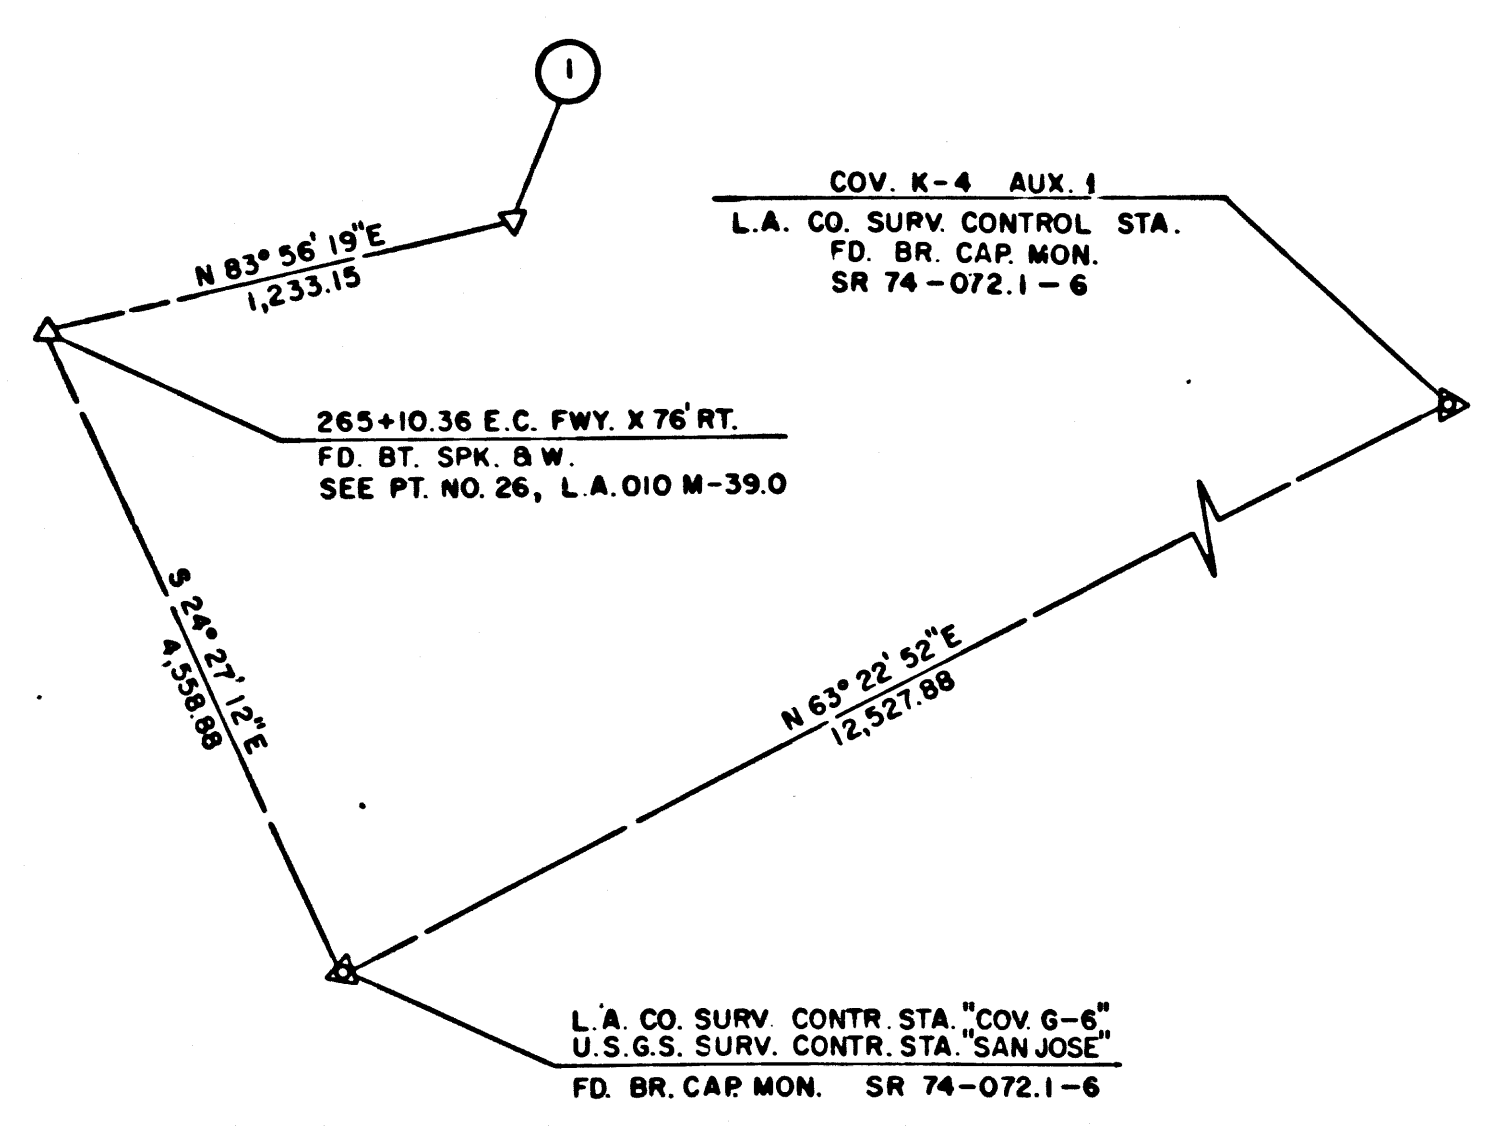 1
COV. K-4 AUX. 1
L.A. CO. SURV. CONTROL STA.
FD. BR. CAP. MON.
SR 74-072.1-6
N 83° 56' 19"E
1,233.15
265+10.36 E.C. FWY. X 76' RT.
FD. BT. SPK. & W.
SEE PT. NO. 26, L.A. 010 M-39.0
S 24° 27' 12"E
4,558.88
N 63° 22' 52"E
12,527.88
L.A. CO. SURV. CONTR. STA. "COV. G-6"
U.S.G.S. SURV. CONTR. STA. "SAN JOSE"
FD. BR. CAP. MON. SR 74-072.1-6